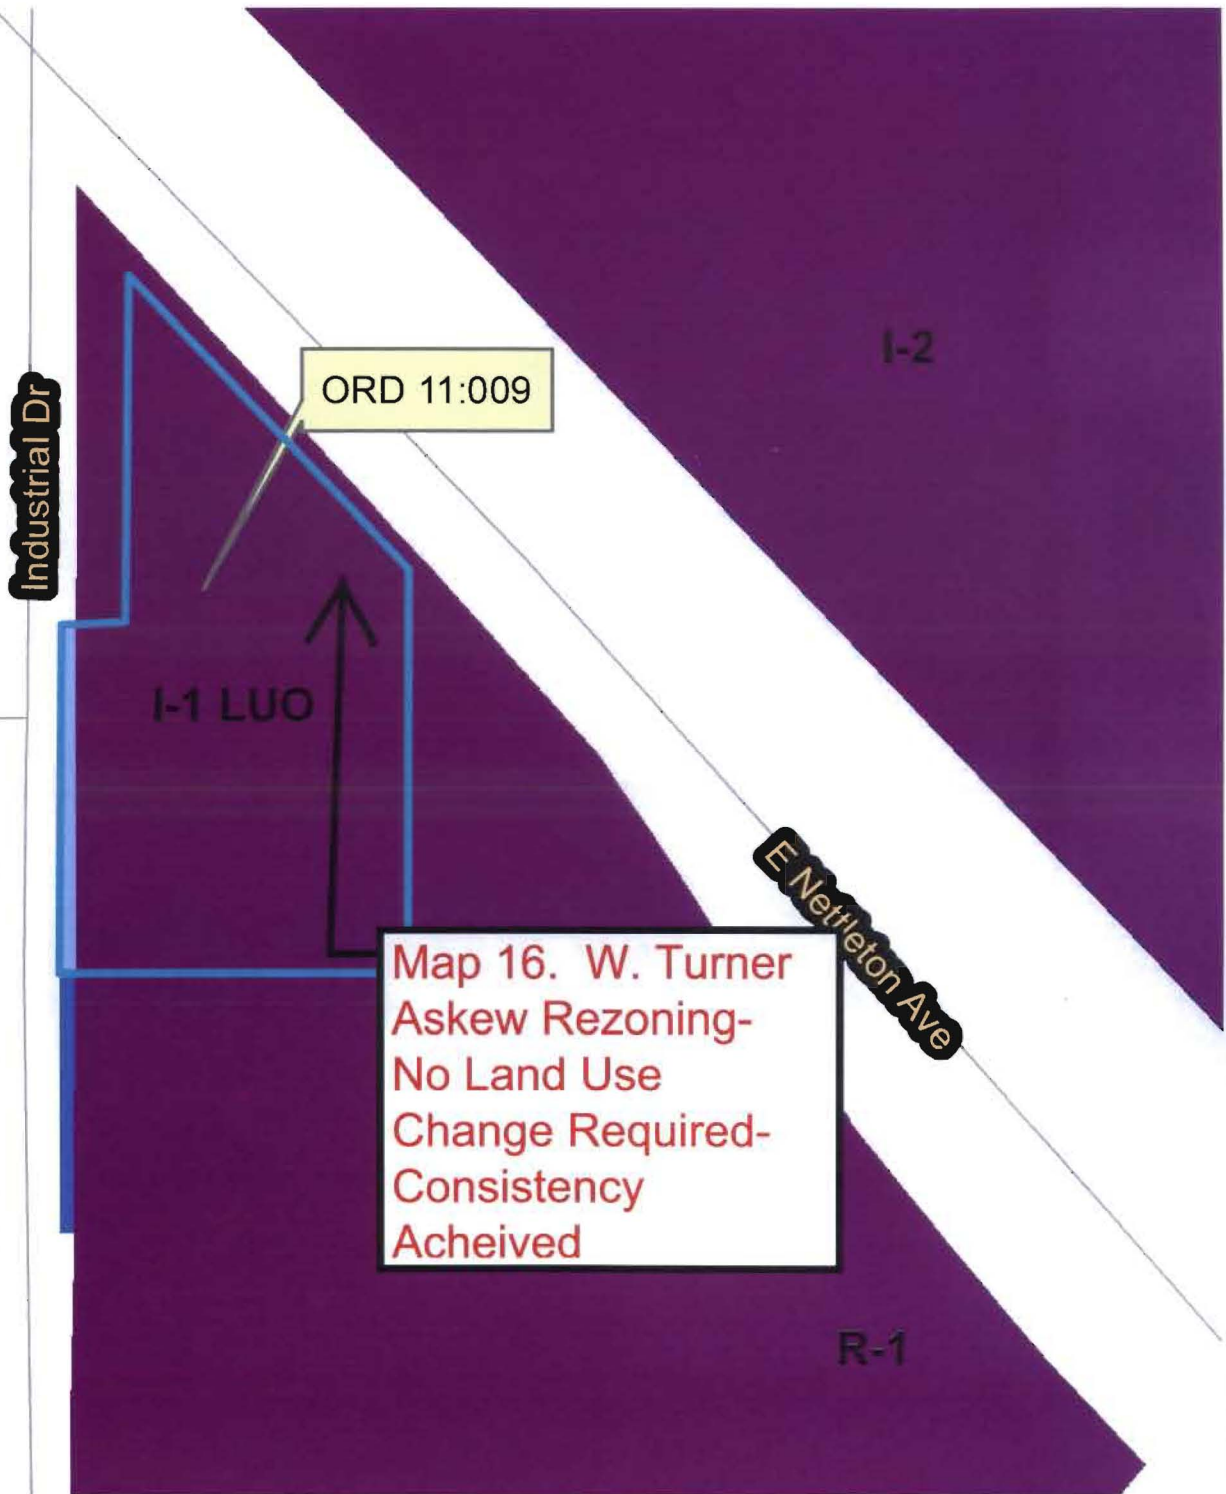 I-2
ORD 11:009
Industrial Dr
I-1 LUO
E Nettleton Ave
Map 16. W. Turner
Askew Rezoning-
No Land Use
Change Required-
Consistency
Acheived
R-1